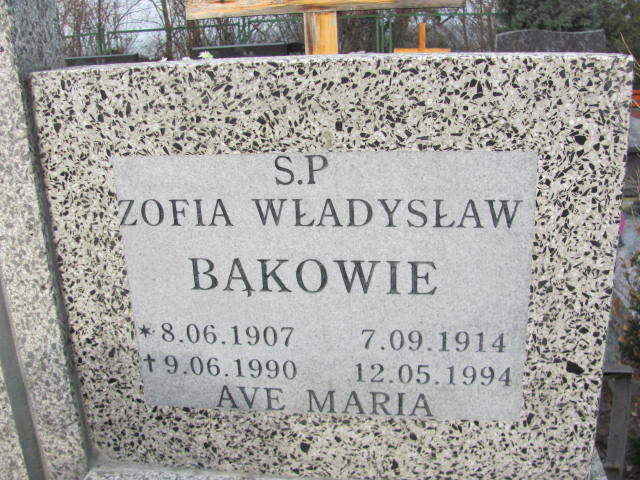 S.P
ZOFIA WŁADYSŁAW
BĄKOWIE
* 8.06.1907 7.09.1914
† 9.06.1990 12.05.1994
AVE MARIA